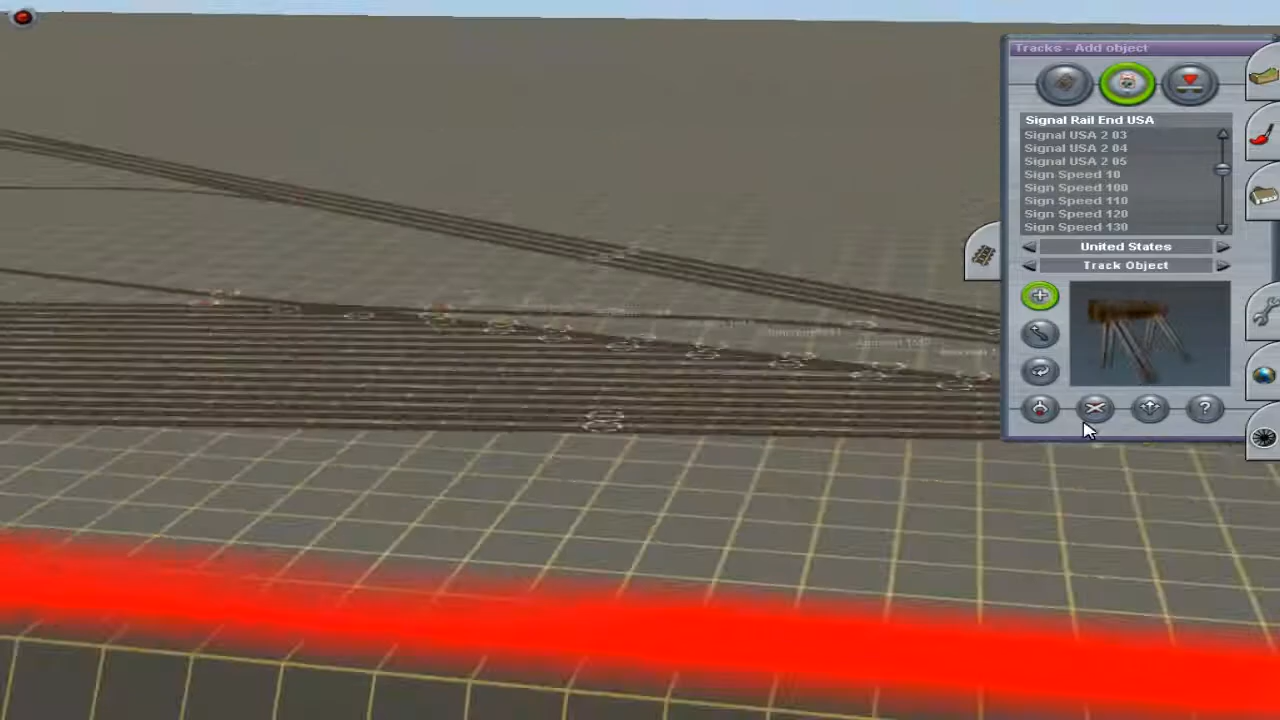 Tracks - Add object
Signal Rail End USA
Signal USA 2 03
Signal USA 2 04
Signal USA 2 05
Sign Speed 10
Sign Speed 100
Sign Speed 110
Sign Speed 120
Sign Speed 130
United States
Track Object
?